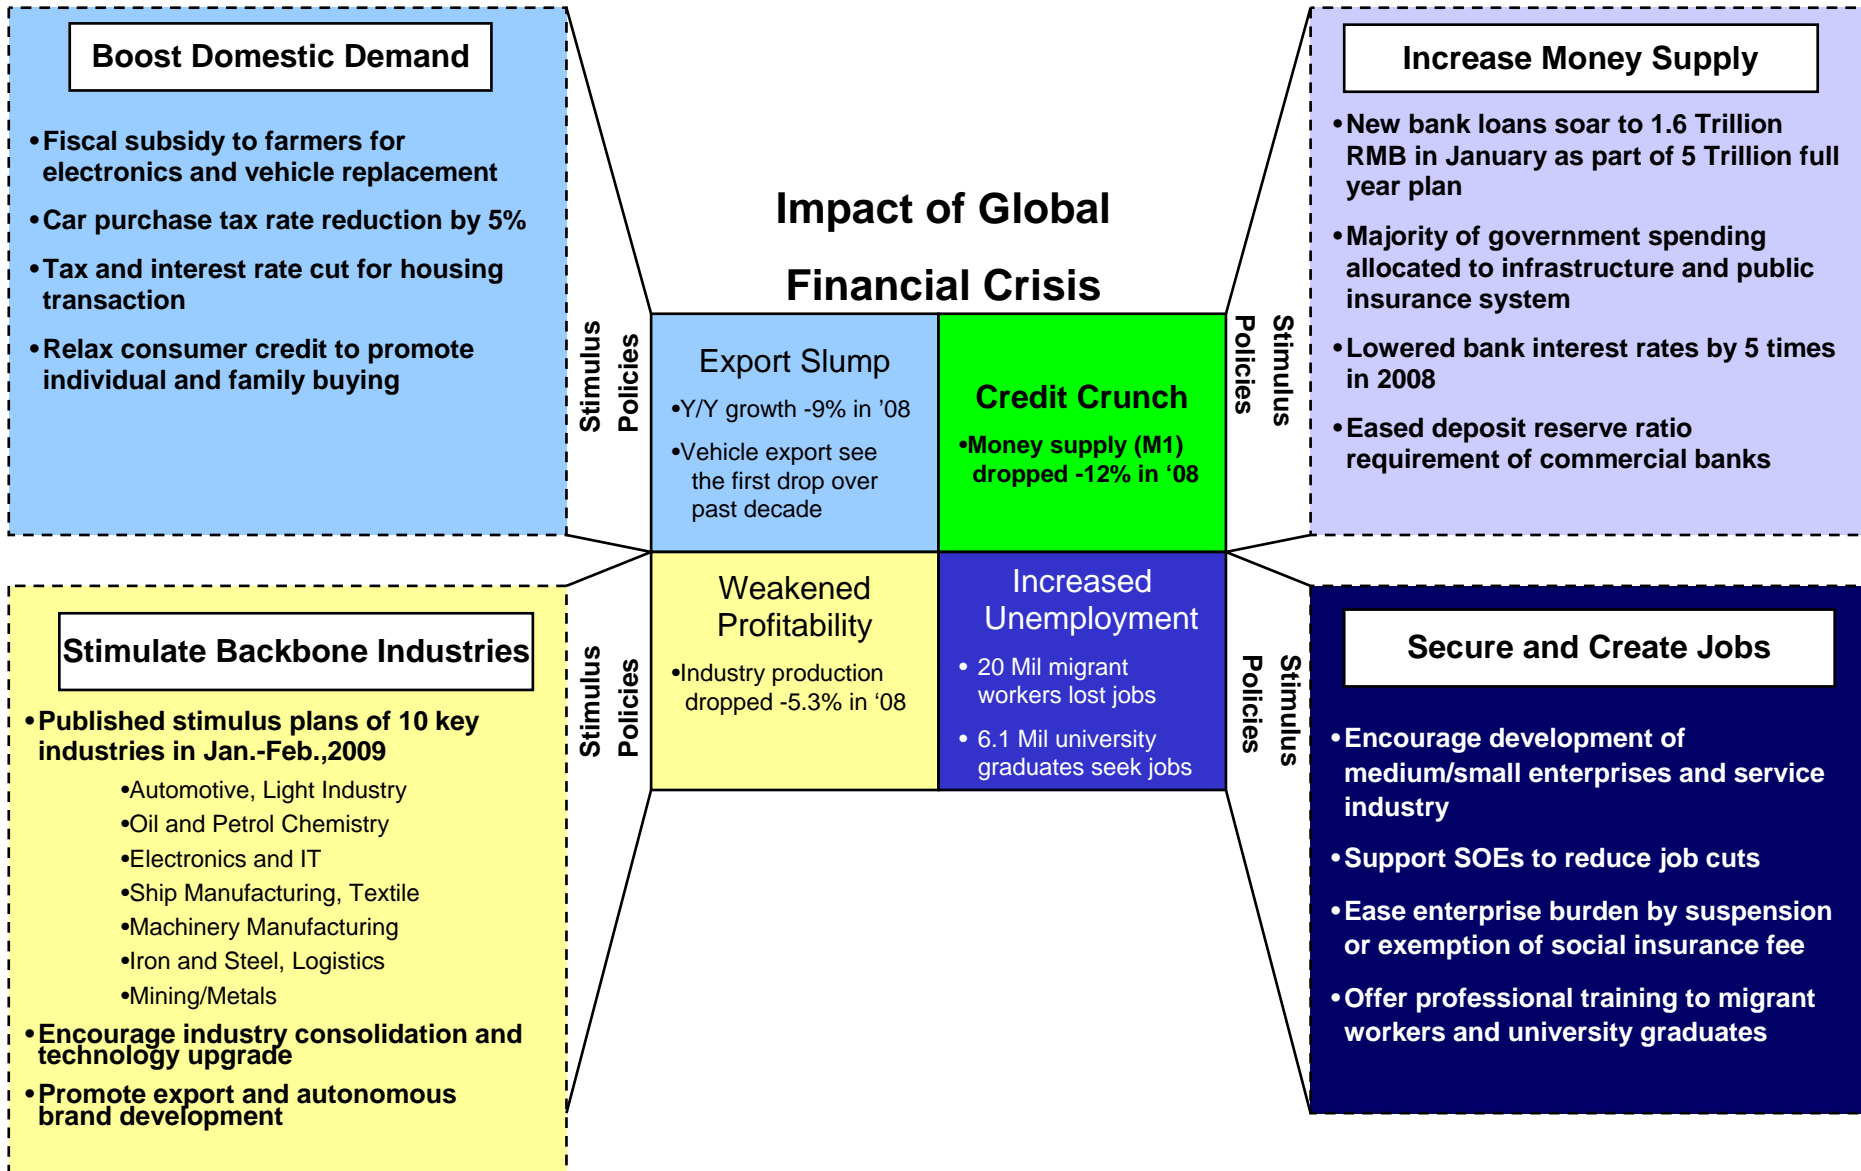 Boost Domestic Demand
•Fiscal subsidy to farmers for
electronics and vehicle replacement
•Car purchase tax rate reduction by 5%
•Tax and interest rate cut for housing
transaction
•Relax consumer credit to promote
individual and family buying
Stimulus
Policies
Impact of Global
Financial Crisis
Export Slump
•Y/Y growth -9% in ’08
•Vehicle export see
the first drop over
past decade
Credit Crunch
•Money supply (M1)
dropped -12% in ‘08
Stimulus
Policies
Increase Money Supply
•New bank loans soar to 1.6 Trillion
RMB in January as part of 5 Trillion full
year plan
•Majority of government spending
allocated to infrastructure and public
insurance system
•Lowered bank interest rates by 5 times
in 2008
•Eased deposit reserve ratio
requirement of commercial banks
Stimulate Backbone Industries
•Published stimulus plans of 10 key
industries in Jan.-Feb.,2009
•Automotive, Light Industry
•Oil and Petrol Chemistry
•Electronics and IT
•Ship Manufacturing, Textile
•Machinery Manufacturing
•Iron and Steel, Logistics
•Mining/Metals
•Encourage industry consolidation and
technology upgrade
•Promote export and autonomous
brand development
Stimulus
Policies
Weakened
Profitability
•Industry production
dropped -5.3% in ‘08
Increased
Unemployment
• 20 Mil migrant
workers lost jobs
• 6.1 Mil university
graduates seek jobs
Stimulus
Policies
Secure and Create Jobs
•Encourage development of
medium/small enterprises and service
industry
•Support SOEs to reduce job cuts
•Ease enterprise burden by suspension
or exemption of social insurance fee
•Offer professional training to migrant
workers and university graduates